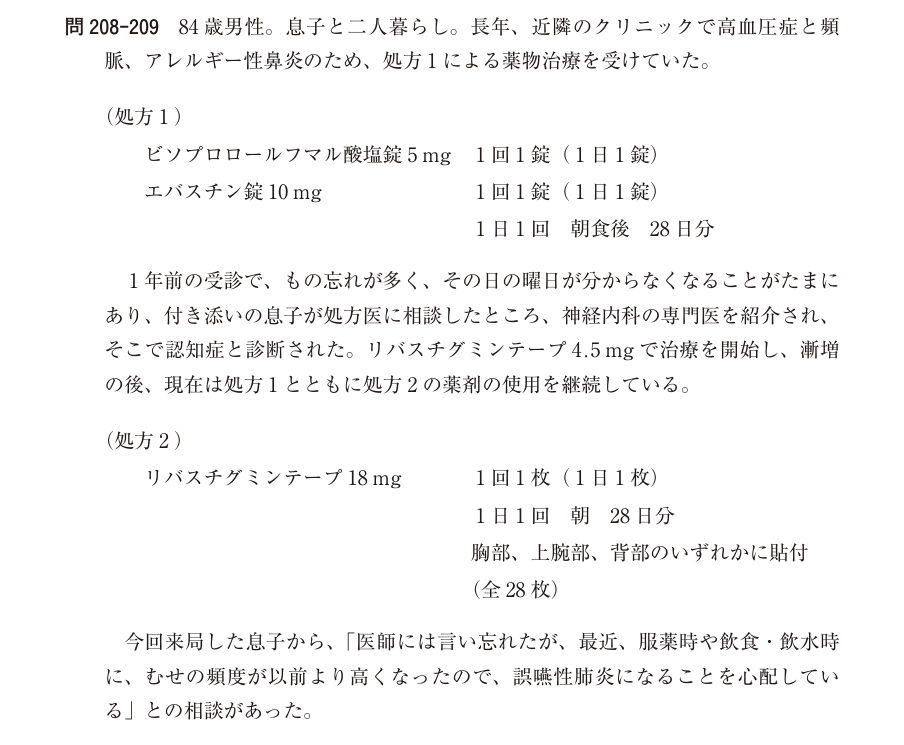 問 208-209　84 歳男性。息子と二人暮らし。長年、近隣のクリニックで高血圧症と頻
脈、アレルギー性鼻炎のため、処方１による薬物治療を受けていた。
（処方１）
ビソプロロールフマル酸塩錠 5 mg　１回１錠（１日１錠）
エバスチン錠 10 mg　１回１錠（１日１錠）
１日１回　朝食後　28 日分
１年前の受診で、もの忘れが多く、その日の曜日が分からなくなることがたまに
あり、付き添いの息子が処方医に相談したところ、神経内科の専門医を紹介され、
そこで認知症と診断された。リバスチグミンテープ 4.5 mg で治療を開始し、漸増
の後、現在は処方１とともに処方２の薬剤の使用を継続している。
（処方２）
リバスチグミンテープ 18 mg　１回１枚（１日１枚）
１日１回　朝　28 日分
胸部、上腕部、背部のいずれかに貼付
（全 28 枚）
今回来局した息子から、「医師には言い忘れたが、最近、服薬時や飲食・飲水時
に、むせの頻度が以前より高くなったので、誤嚥性肺炎になることを心配してい
る」との相談があった。